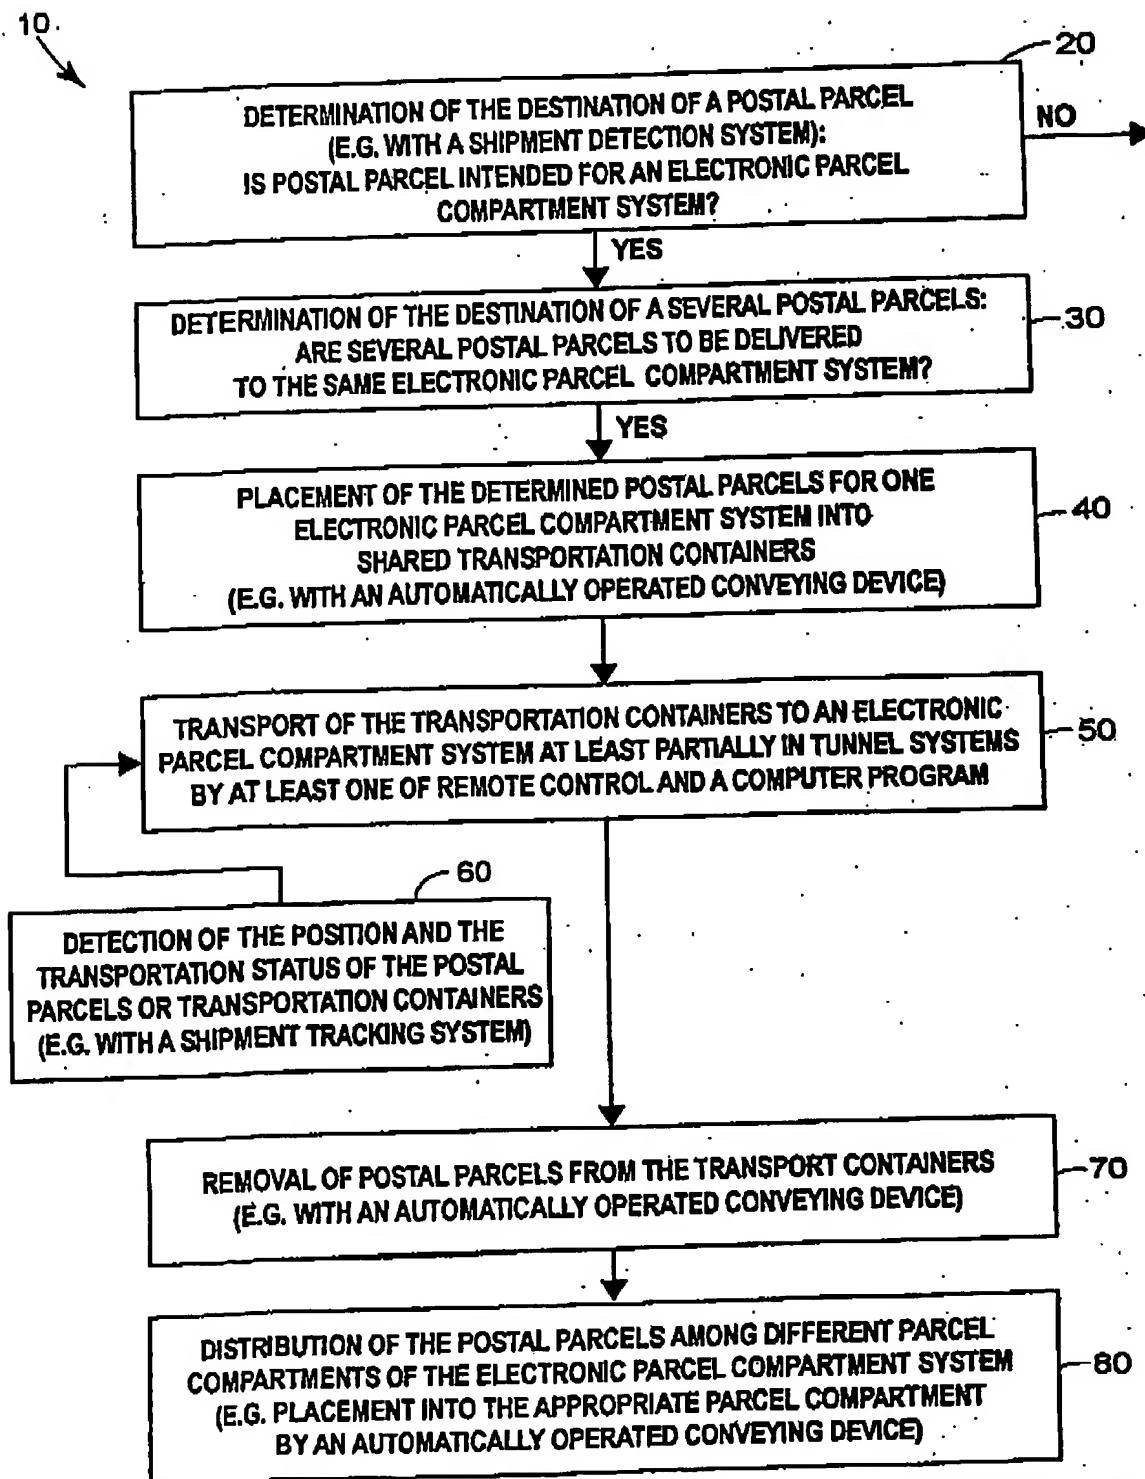 10
20
DETERMINATION OF THE DESTINATION OF A POSTAL PARCEL
(E.G. WITH A SHIPMENT DETECTION SYSTEM):
IS POSTAL PARCEL INTENDED FOR AN ELECTRONIC PARCEL
COMPARTMENT SYSTEM?
NO
YES
DETERMINATION OF THE DESTINATION OF A SEVERAL POSTAL PARCELS:
ARE SEVERAL POSTAL PARCELS TO BE DELIVERED
TO THE SAME ELECTRONIC PARCEL COMPARTMENT SYSTEM?
30
YES
PLACEMENT OF THE DETERMINED POSTAL PARCELS FOR ONE
ELECTRONIC PARCEL COMPARTMENT SYSTEM INTO
SHARED TRANSPORTATION CONTAINERS
(E.G. WITH AN AUTOMATICALLY OPERATED CONVEYING DEVICE)
40
TRANSPORT OF THE TRANSPORTATION CONTAINERS TO AN ELECTRONIC
PARCEL COMPARTMENT SYSTEM AT LEAST PARTIALLY IN TUNNEL SYSTEMS
BY AT LEAST ONE OF REMOTE CONTROL AND A COMPUTER PROGRAM
50
60
DETECTION OF THE POSITION AND THE
TRANSPORTATION STATUS OF THE POSTAL
PARCELS OR TRANSPORTATION CONTAINERS
(E.G. WITH A SHIPMENT TRACKING SYSTEM)
REMOVAL OF POSTAL PARCELS FROM THE TRANSPORT CONTAINERS
(E.G. WITH AN AUTOMATICALLY OPERATED CONVEYING DEVICE)
70
DISTRIBUTION OF THE POSTAL PARCELS AMONG DIFFERENT PARCEL
COMPARTMENTS OF THE ELECTRONIC PARCEL COMPARTMENT SYSTEM
(E.G. PLACEMENT INTO THE APPROPRIATE PARCEL COMPARTMENT
BY AN AUTOMATICALLY OPERATED CONVEYING DEVICE)
80